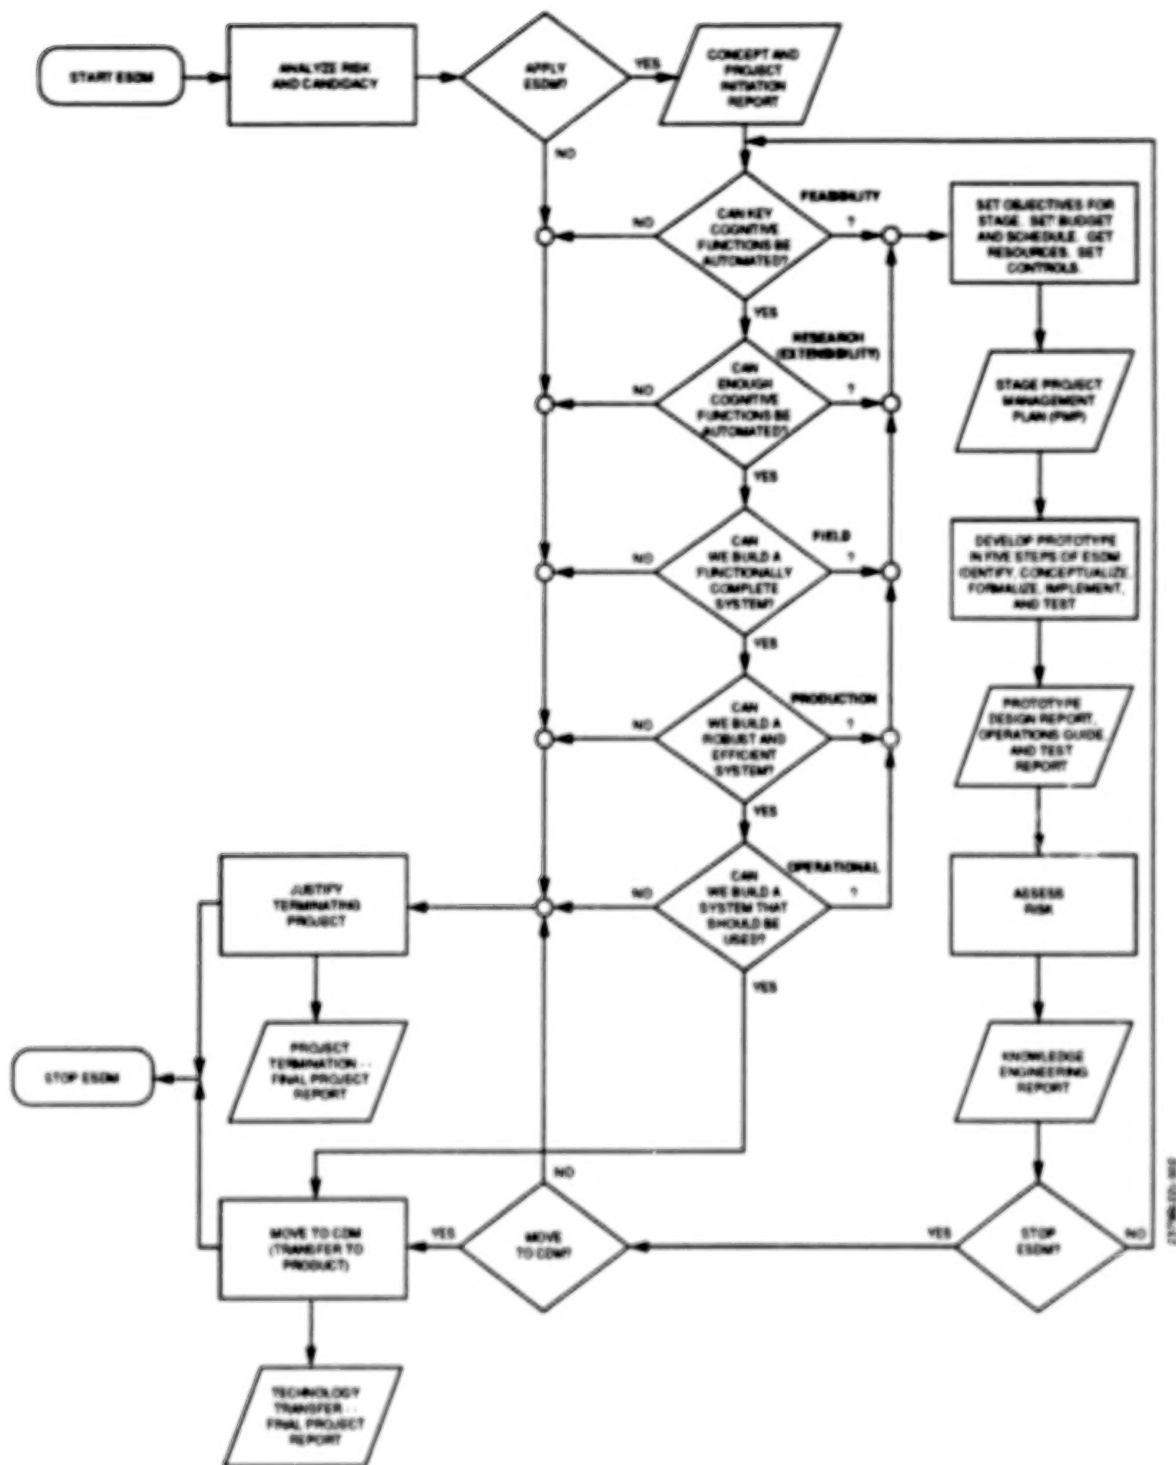 START ESDM
ANALYZE RISK
AND CANDIDACY
APPLY
ESDM?
YES
CONCEPT AND
PROJECT
INITIATION
REPORT
NO
FEASIBILITY
CAN KEY
COGNITIVE
FUNCTIONS BE
AUTOMATED?
NO
?
YES
SET OBJECTIVES FOR
STAGE. SET BUDGET
AND SCHEDULE. GET
RESOURCES. SET
CONTROLS.
RESEARCH
(EXTENSIBILITY)
CAN
ENOUGH
COGNITIVE
FUNCTIONS BE
AUTOMATED?
NO
?
YES
STAGE PROJECT
MANAGEMENT
PLAN (PMP)
FIELD
CAN
WE BUILD A
FUNCTIONALLY
COMPLETE
SYSTEM?
NO
?
YES
DEVELOP PROTOTYPE
IN FIVE STEPS OF ESDM:
IDENTIFY, CONCEPTUALIZE,
FORMALIZE, IMPLEMENT,
AND TEST
PRODUCTION
CAN
WE BUILD A
ROBUST AND
EFFICIENT
SYSTEM?
NO
?
YES
PROTOTYPE
DESIGN REPORT,
OPERATIONS GUIDE,
AND TEST
REPORT
OPERATIONAL
CAN
WE BUILD A
SYSTEM THAT
SHOULD BE
USED?
NO
?
YES
JUSTIFY
TERMINATING
PROJECT
ASSESS
RISK
PROJECT
TERMINATION - -
FINAL PROJECT
REPORT
STOP ESDM
KNOWLEDGE
ENGINEERING
REPORT
NO
MOVE TO CDM
(TRANSFER TO
PRODUCT)
YES
MOVE
TO CDM?
YES
STOP
ESDM?
NO
TECHNOLOGY
TRANSFER - -
FINAL PROJECT
REPORT